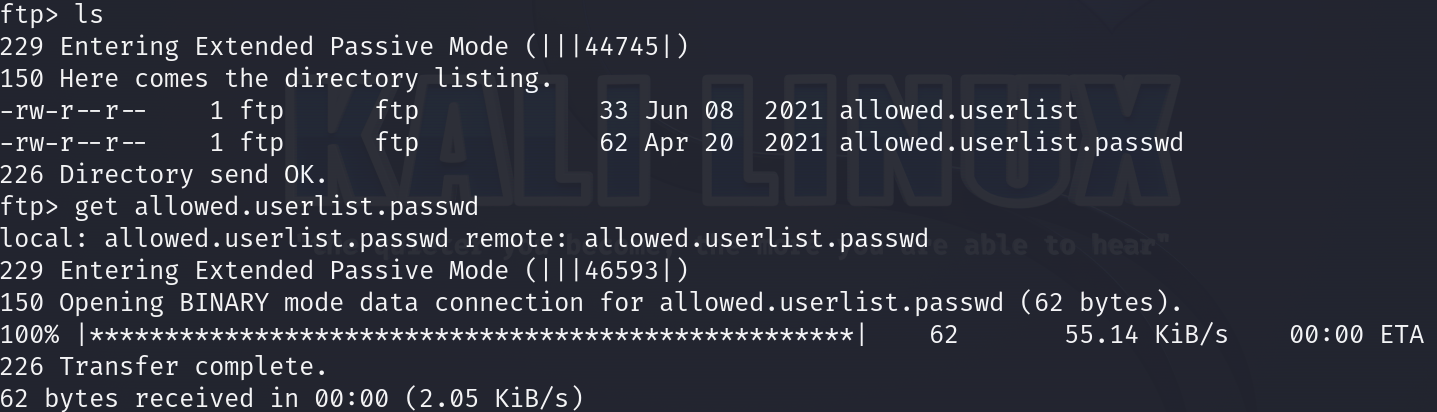 ftp> ls
229 Entering Extended Passive Mode (|||44745|)
150 Here comes the directory listing.
-rw-r--r--    1 ftp      ftp            33 Jun 08  2021 allowed.userlist
-rw-r--r--    1 ftp      ftp            62 Apr 20  2021 allowed.userlist.passwd
226 Directory send OK.
ftp> get allowed.userlist.passwd
local: allowed.userlist.passwd remote: allowed.userlist.passwd
229 Entering Extended Passive Mode (|||46593|)
150 Opening BINARY mode data connection for allowed.userlist.passwd (62 bytes).
100% |***************************************************|    62       55.14 KiB/s    00:00 ETA
226 Transfer complete.
62 bytes received in 00:00 (2.05 KiB/s)
KALI LINUX
the more you are able to hear"